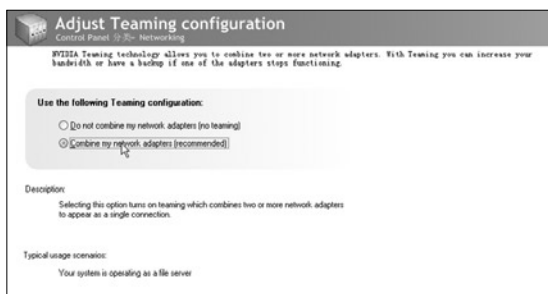 Adjust Teaming configuration
Control Panel 分类- Networking
NVIDIA Teaming technology allows you to combine two or more network adapters. With Teaming you can increase your
bandwidth or have a backup if one of the adapters stops functioning.
Use the following Teaming configuration:
Do not combine my network adapters (no teaming)
Combine my network adapters (recommended)
Description:
Selecting this option turns on teaming which combines two or more network adapters
to appear as a single connection.
Typical usage scenarios:
Your system is operating as a file server